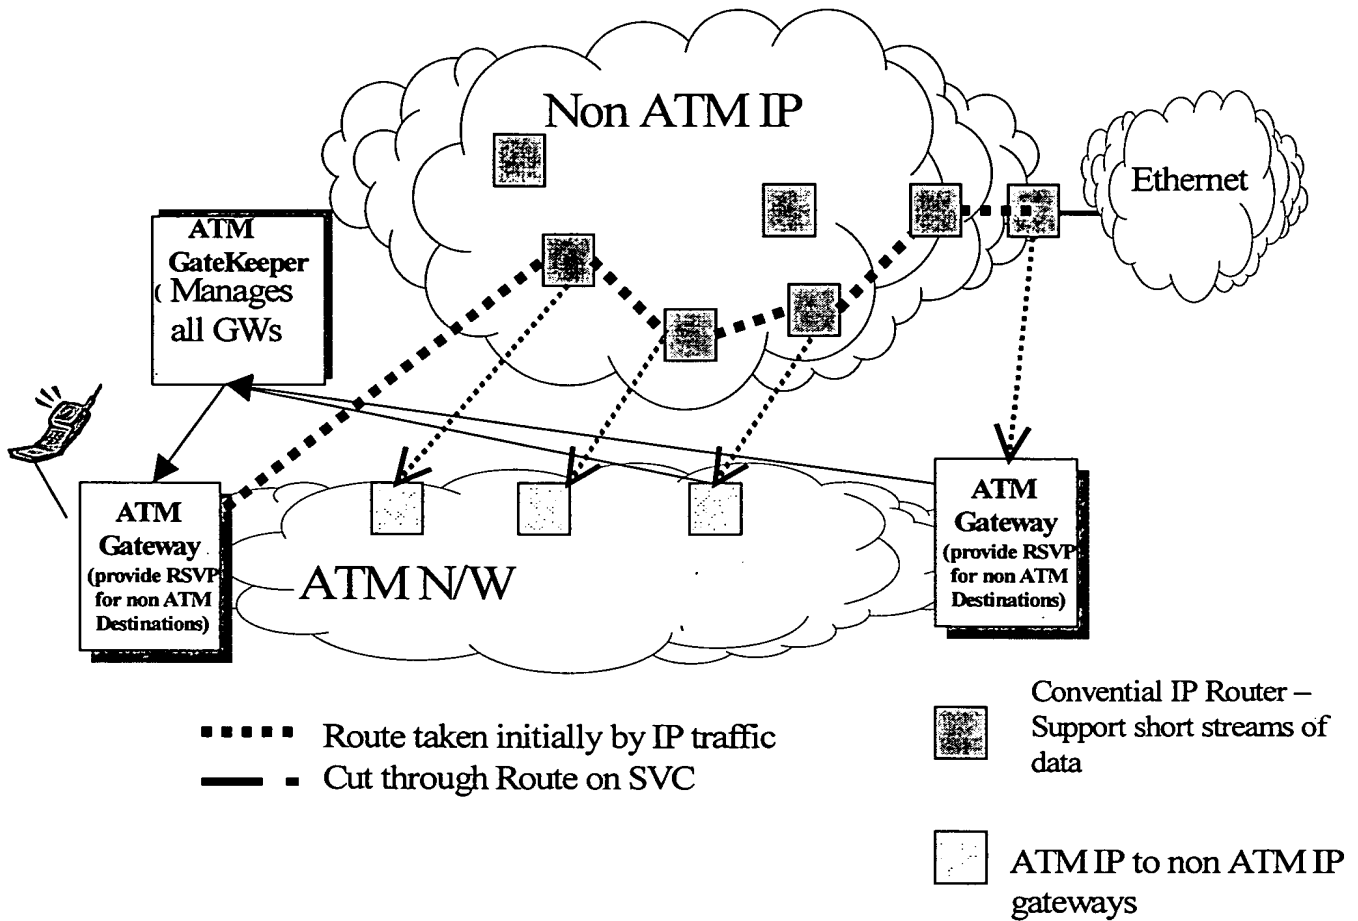 Non ATM IP
Ethernet
ATM
GateKeeper
( Manages
all GWs
ATM
Gateway
(provide RSVP
for non ATM
Destinations)
ATM N/W
ATM
Gateway
(provide RSVP
for non ATM
Destinations)
Route taken initially by IP traffic
Cut through Route on SVC
Convential IP Router –
Support short streams of
data
ATM IP to non ATM IP
gateways